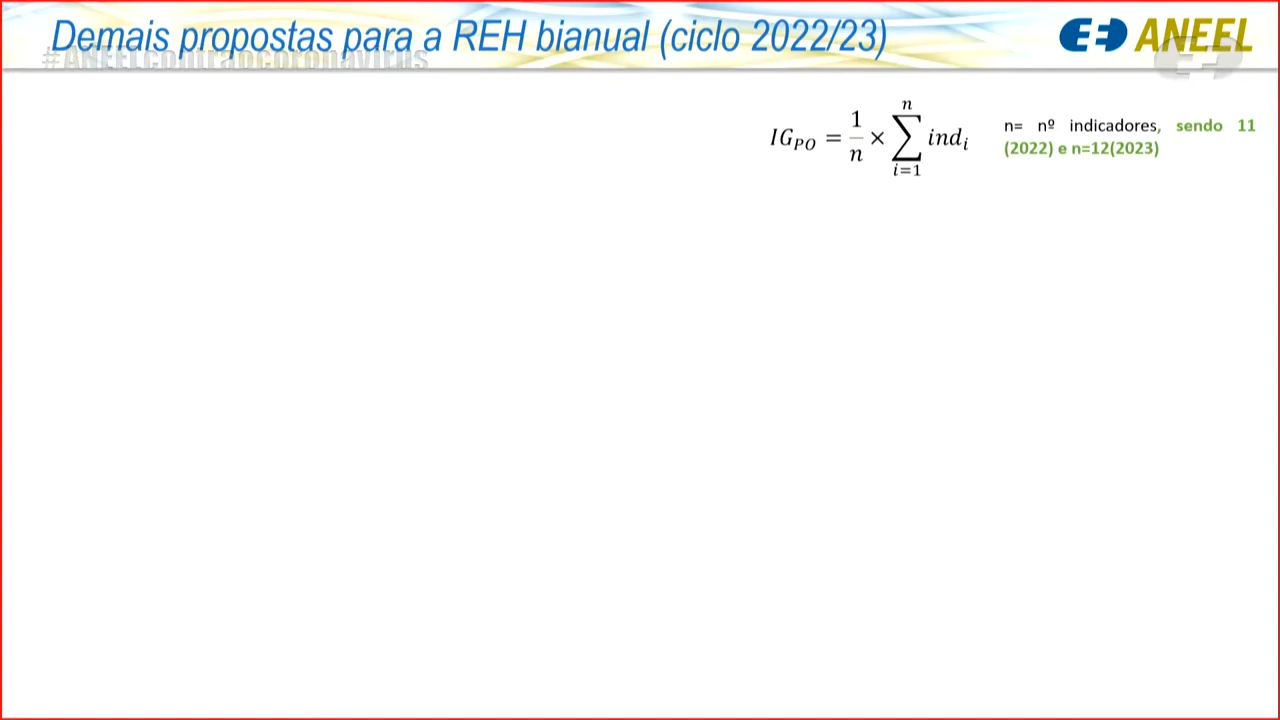 Demais propostas para a REH bianual (ciclo 2022/23)
ANEEL
#ANEELcontraocoronavirus
IG_PO = 1/n × ∑_{i=1}^{n} ind_i
n= nº indicadores, sendo 11
(2022) e n=12(2023)